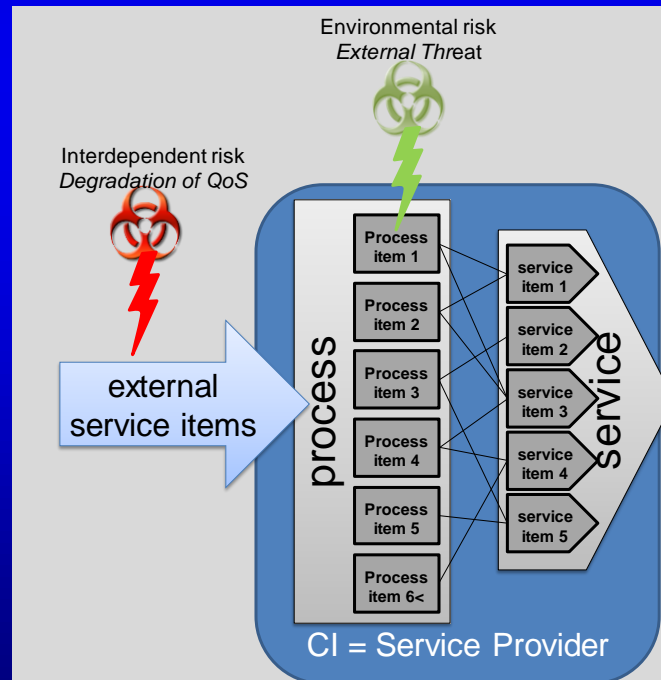 Environmental risk
External Threat
Interdependent risk
Degradation of QoS
external
service items
process
Process
item 1
Process
item 2
Process
item 3
Process
item 4
Process
item 5
Process
item 6<
service
item 1
service
item 2
service
item 3
service
item 4
service
item 5
service
CI = Service Provider